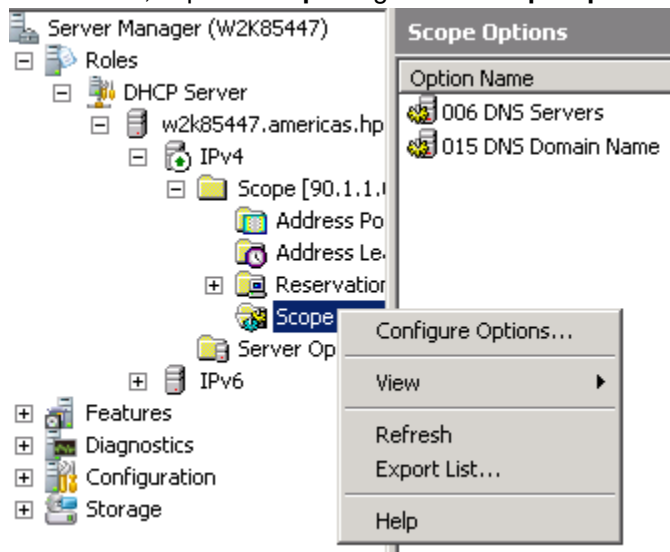 Server Manager (W2K85447)
Roles
DHCP Server
w2k85447.americas.hp
IPv4
Scope [90.1.1.
Address Po
Address Le
Reservation
Scope
Server Op
IPv6
Features
Diagnostics
Configuration
Storage
Scope Options
Option Name
006 DNS Servers
015 DNS Domain Name
Configure Options...
View
Refresh
Export List...
Help